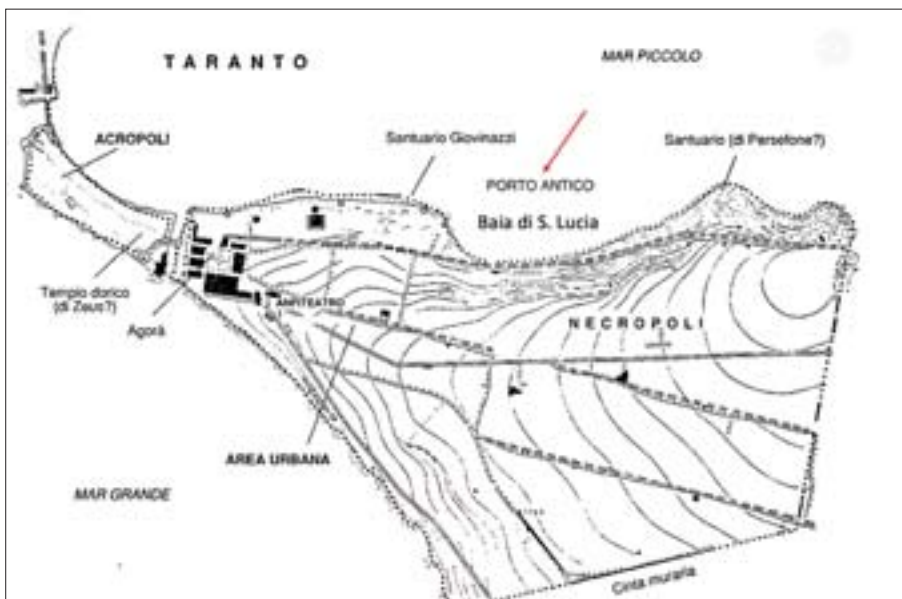 TARANTO
MAR PICCOLO
ACROPOLI
Santuario Giovinazzi
Santuario (di Persefone?)
PORTO ANTICO
Baia di S. Lucia
Tempio dorico
(di Zeus?)
Agorà
ANFITEATRO
NECROPOLI
AREA URBANA
MAR GRANDE
Cinta muraria